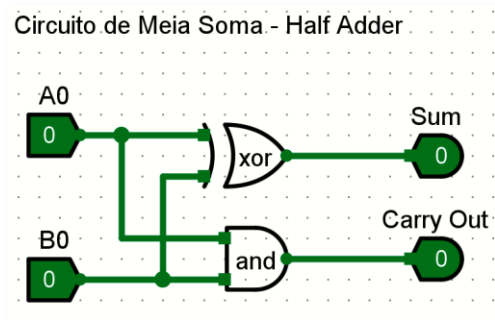 Circuito de Meia Soma - Half Adder
A0
0
xor
Sum
0
B0
0
and
Carry Out
0